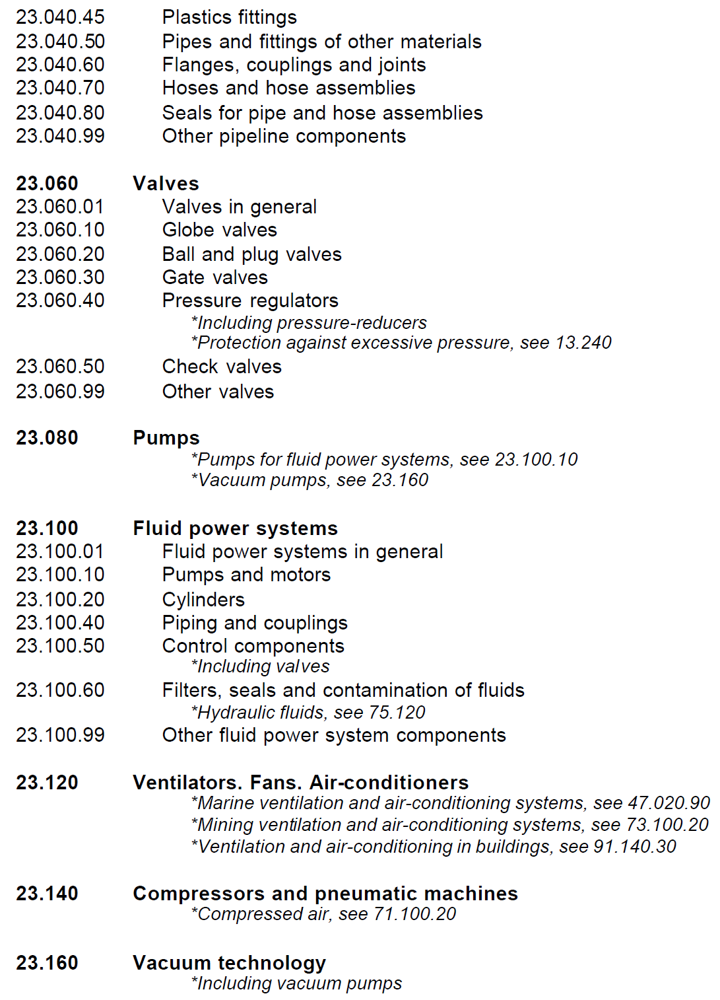 23.040.45 Plastics fittings
23.040.50 Pipes and fittings of other materials
23.040.60 Flanges, couplings and joints
23.040.70 Hoses and hose assemblies
23.040.80 Seals for pipe and hose assemblies
23.040.99 Other pipeline components
23.060 Valves
23.060.01 Valves in general
23.060.10 Globe valves
23.060.20 Ball and plug valves
23.060.30 Gate valves
23.060.40 Pressure regulators
*Including pressure-reducers
*Protection against excessive pressure, see 13.240
23.060.50 Check valves
23.060.99 Other valves
23.080 Pumps
*Pumps for fluid power systems, see 23.100.10
*Vacuum pumps, see 23.160
23.100 Fluid power systems
23.100.01 Fluid power systems in general
23.100.10 Pumps and motors
23.100.20 Cylinders
23.100.40 Piping and couplings
23.100.50 Control components
*Including valves
23.100.60 Filters, seals and contamination of fluids
*Hydraulic fluids, see 75.120
23.100.99 Other fluid power system components
23.120 Ventilators. Fans. Air-conditioners
*Marine ventilation and air-conditioning systems, see 47.020.90
*Mining ventilation and air-conditioning systems, see 73.100.20
*Ventilation and air-conditioning in buildings, see 91.140.30
23.140 Compressors and pneumatic machines
*Compressed air, see 71.100.20
23.160 Vacuum technology
*Including vacuum pumps